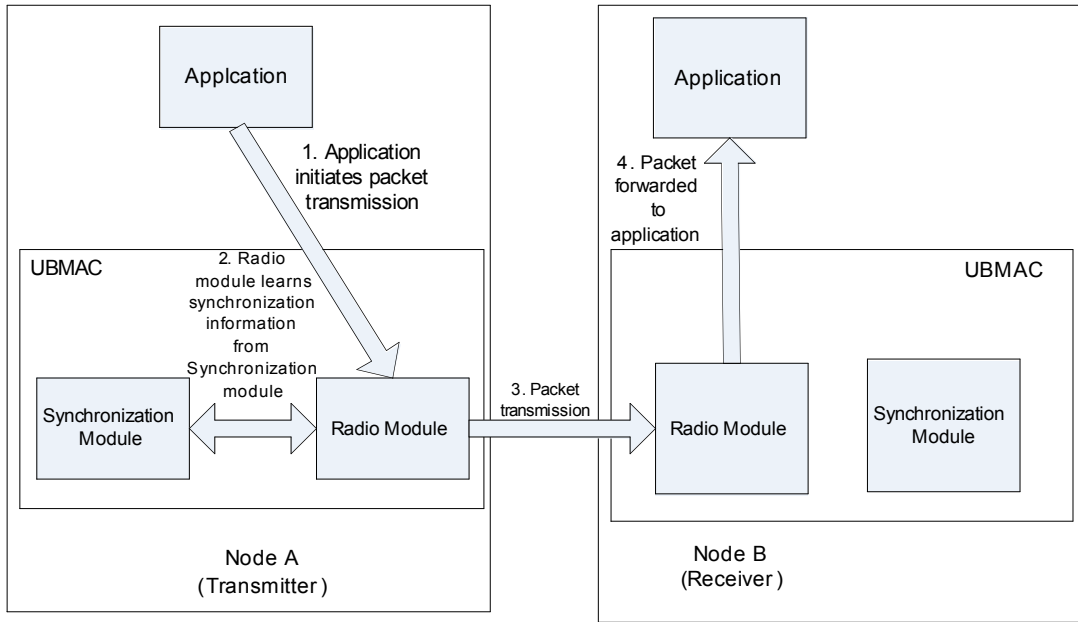 Applcation
1. Application
initiates packet
transmission
UBMAC
2. Radio
module learns
synchronization
information
from
Synchronization
module
Synchronization
Module
Radio Module
3. Packet
transmission
Node A
(Transmitter)
Application
4. Packet
forwarded
to
application
UBMAC
Radio Module
Synchronization
Module
Node B
(Receiver)